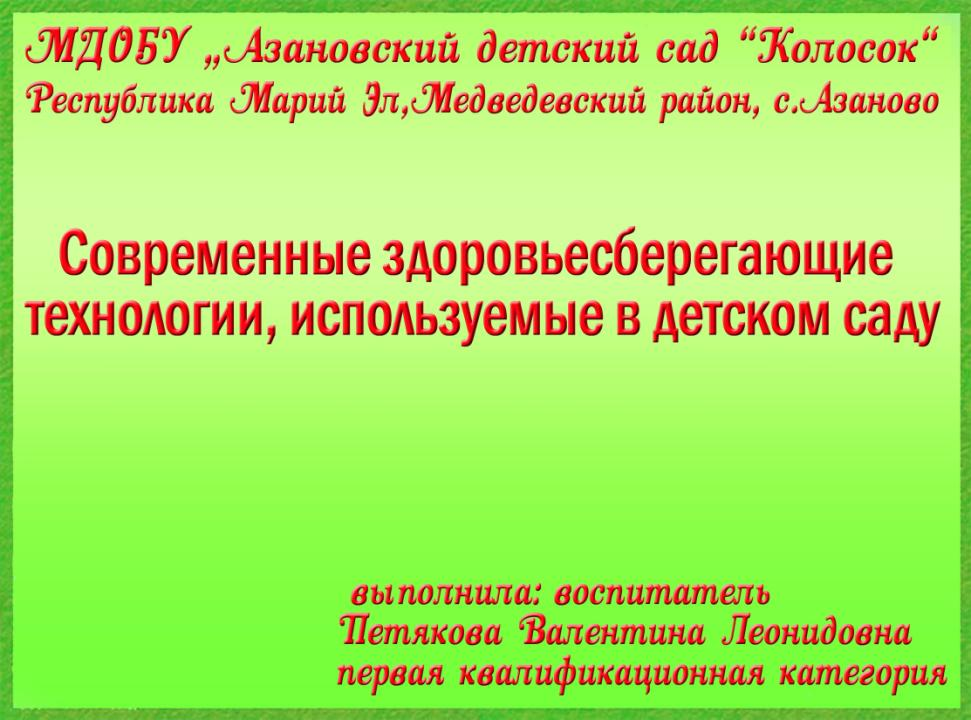 МДОБУ „Азановский детский сад “Колосок“
Республика Марий Эл,Медведевский район, с.Азаново
Современные здоровьесберегающие
технологии, используемые в детском саду
выполнила: воспитатель
Петякова Валентина Леонидовна
первая квалификационная категория